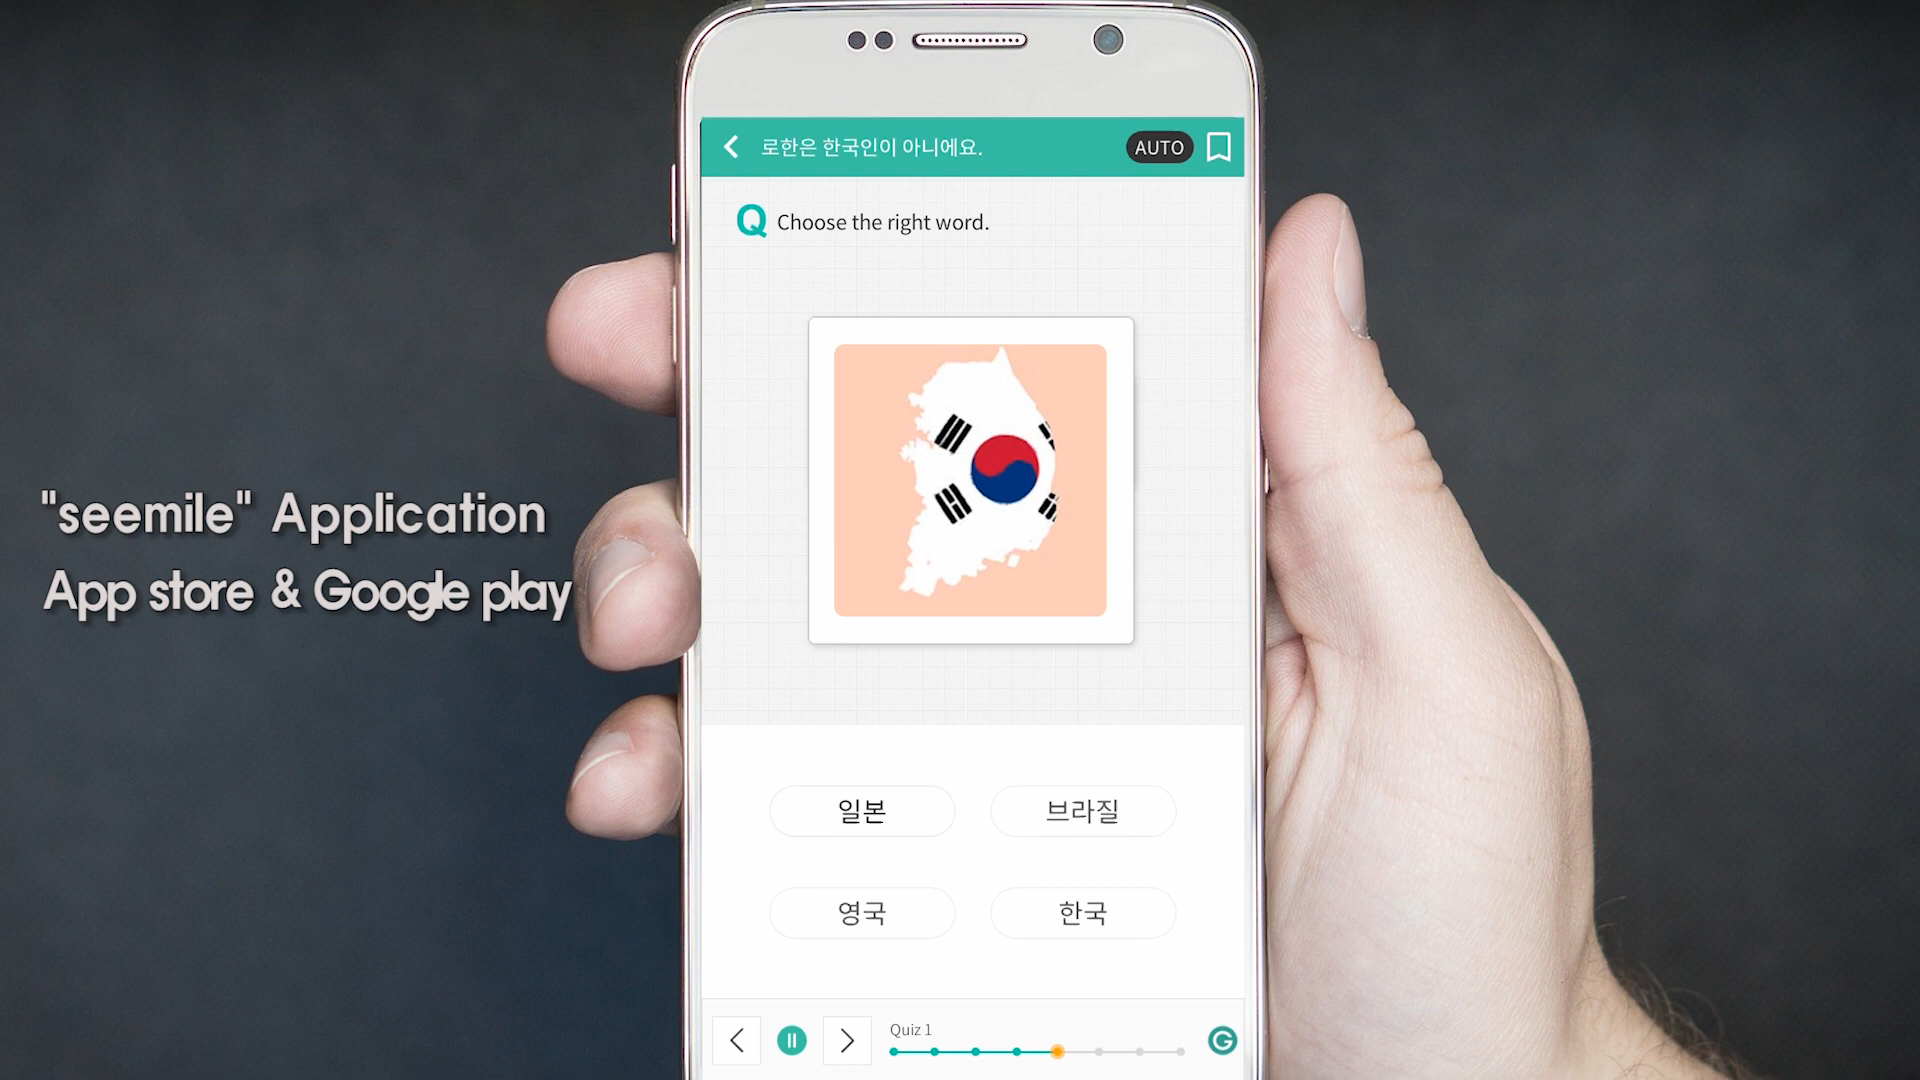 로한은 한국인이 아니에요.
AUTO
Q Choose the right word.
"seemile" Application
App store & Google play
일본
브라질
영국
한국
Quiz 1
G